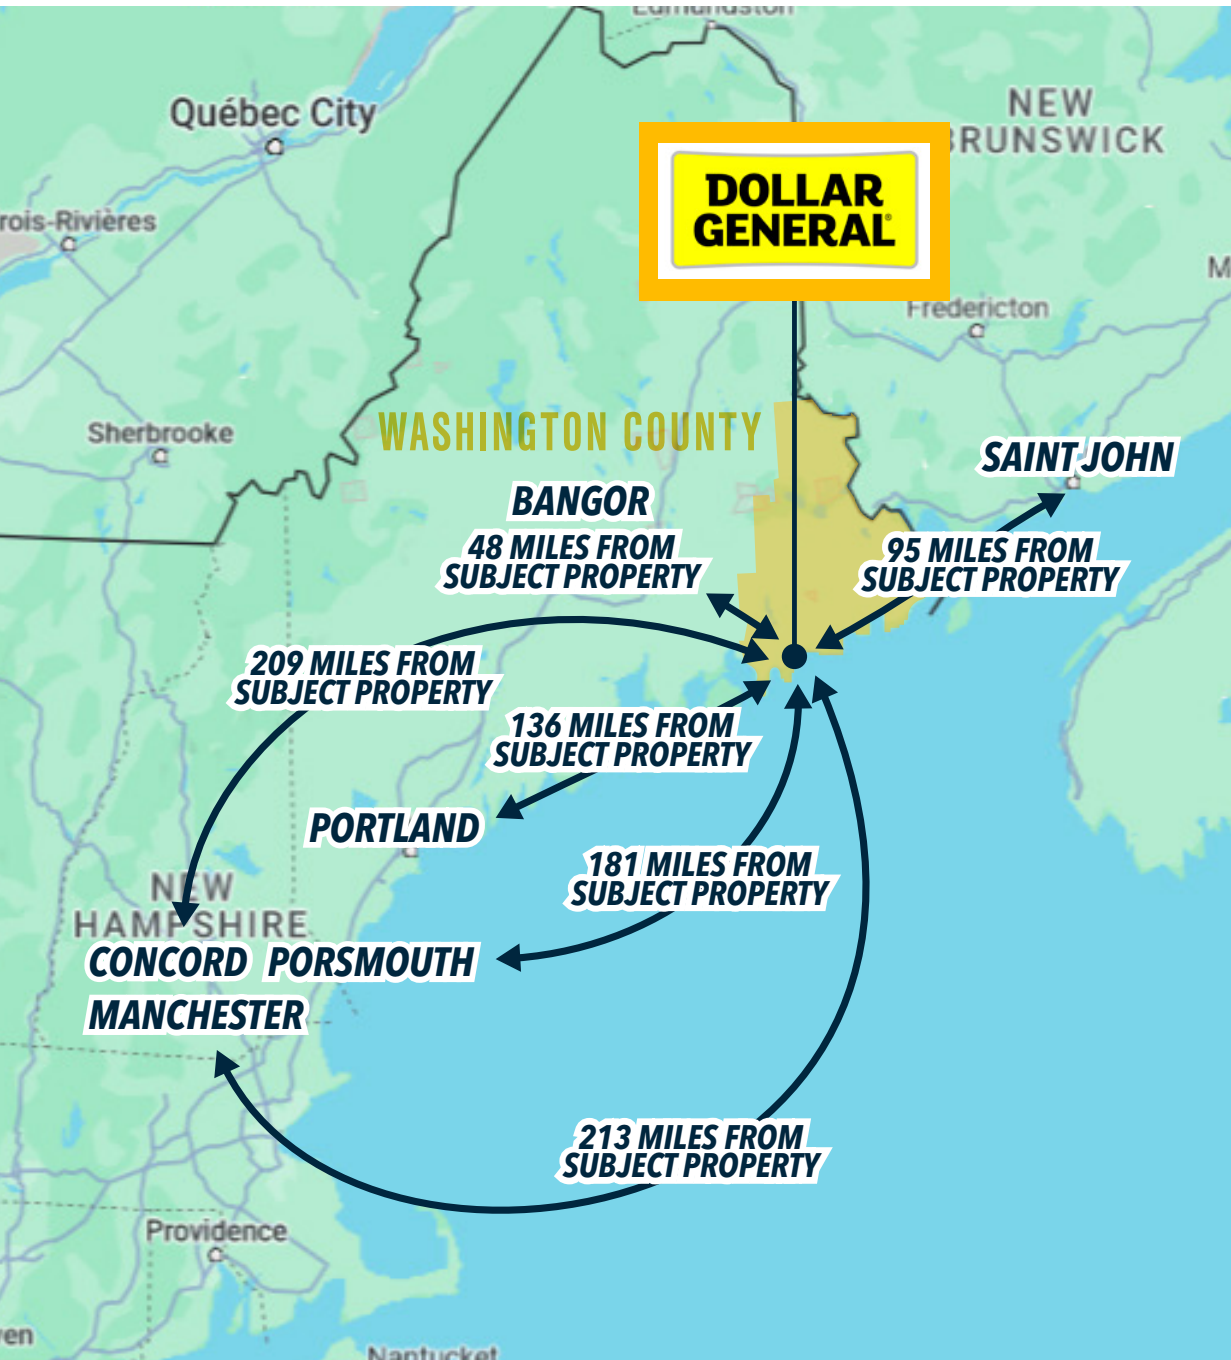 Edmundston
Québec City
NEW
BRUNSWICK
DOLLAR
GENERAL®
rois-Rivières
M
Fredericton
WASHINGTON COUNTY
Sherbrooke
SAINT JOHN
BANGOR
48 MILES FROM
SUBJECT PROPERTY
95 MILES FROM
SUBJECT PROPERTY
209 MILES FROM
SUBJECT PROPERTY
136 MILES FROM
SUBJECT PROPERTY
PORTLAND
181 MILES FROM
SUBJECT PROPERTY
NEW
HAMPSHIRE
CONCORD PORSMOUTH
MANCHESTER
213 MILES FROM
SUBJECT PROPERTY
Providence
en
Nantucket